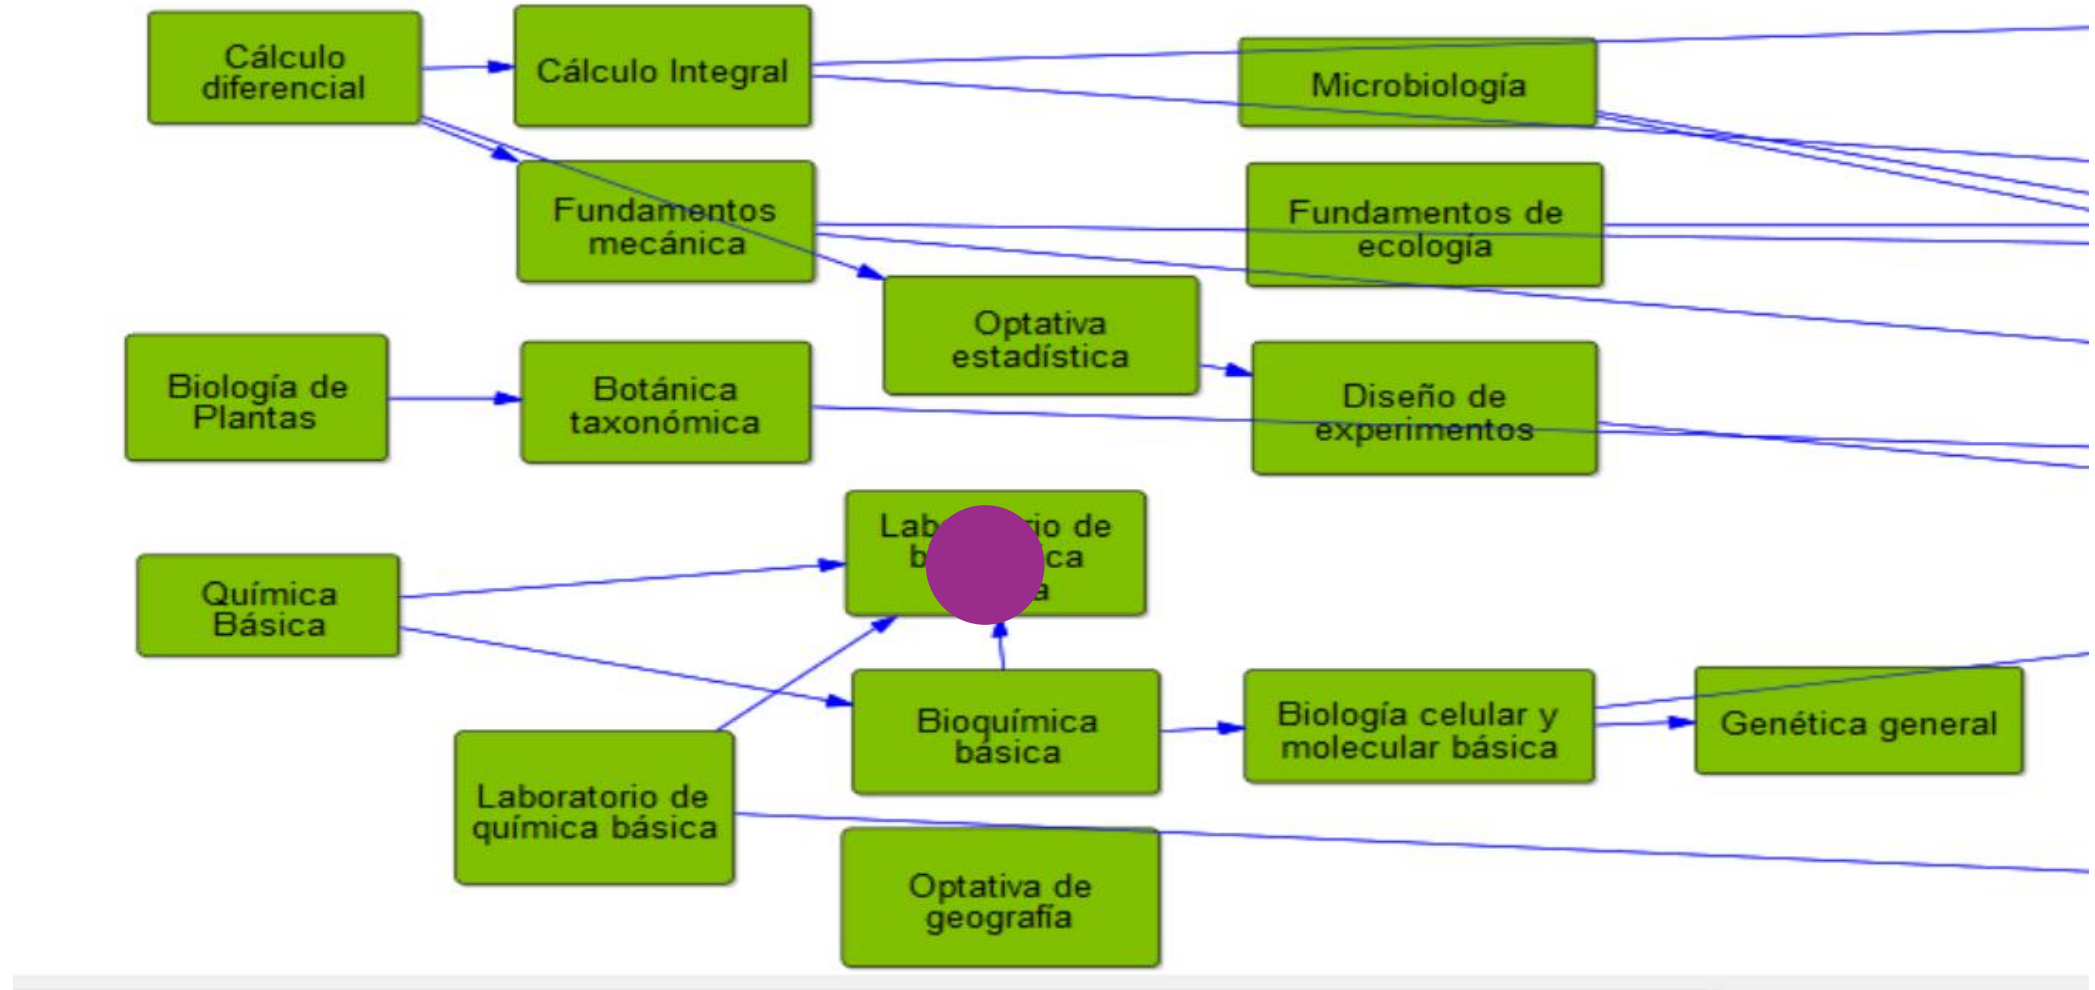 Cálculo
diferencial
Cálculo Integral
Microbiología
Fundamentos
mecánica
Fundamentos de
ecología
Optativa
estadística
Biología de
Plantas
Botánica
taxonómica
Diseño de
experimentos
de
Química
Básica
Bioquímica
básica
Biología celular y
molecular básica
Genética general
Laboratorio de
química básica
Optativa de
geografía